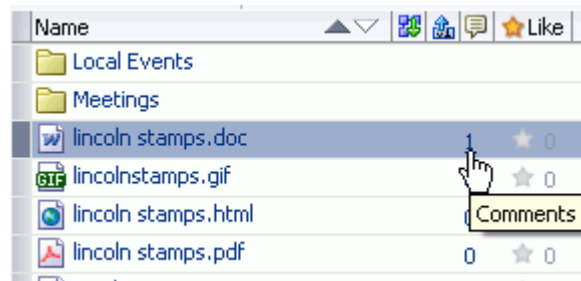 Name Like
Local Events
Meetings
lincoln stamps.doc 1 0
GIF lincolnstamps.gif 0
lincoln stamps.html Comments
lincoln stamps.pdf 0 0